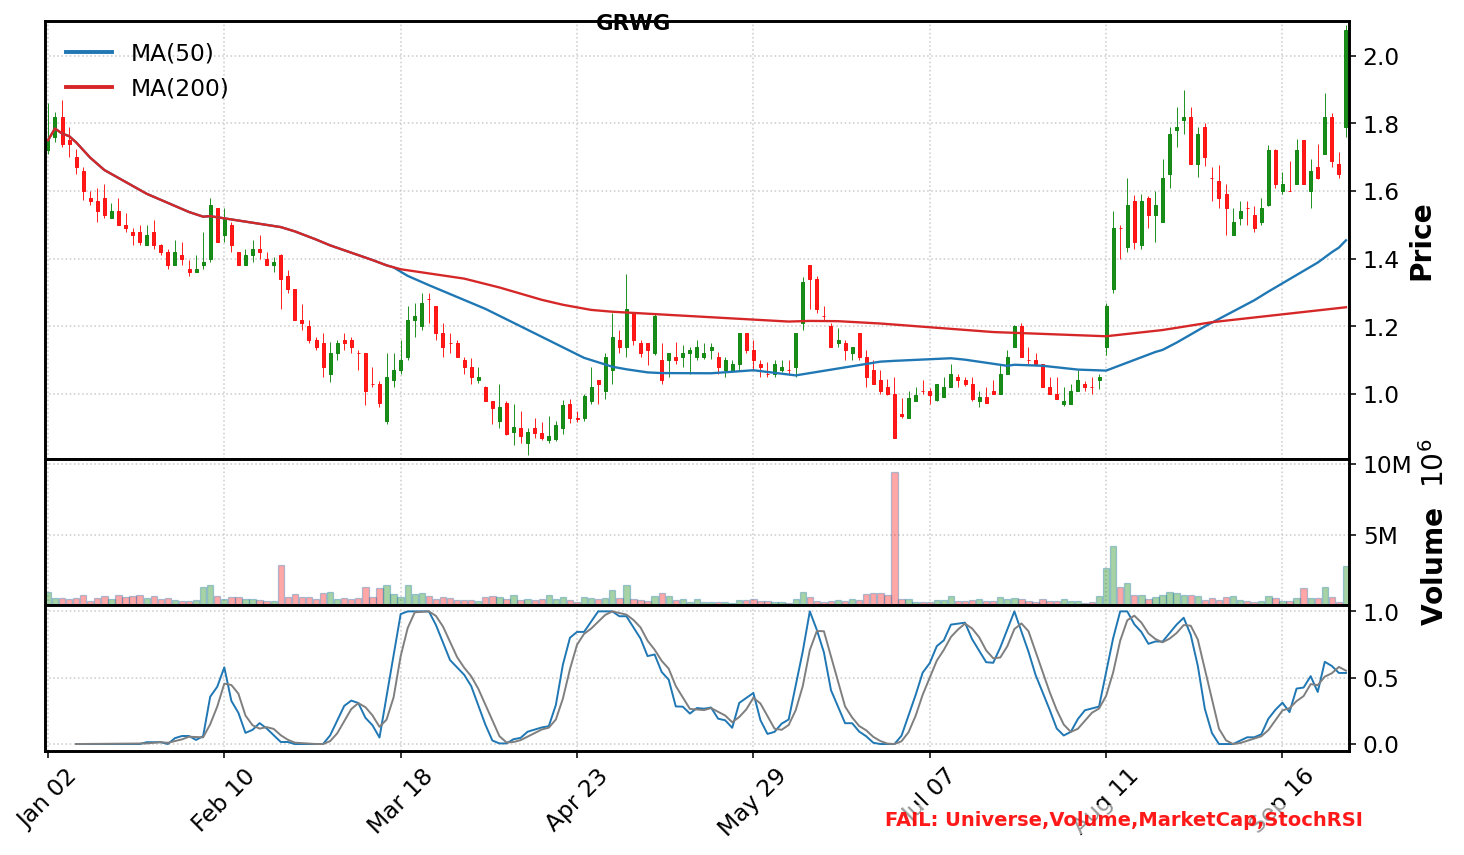 GRWG
MA(50)
MA(200)
2.0
1.8
1.6
1.4
1.2
1.0
Price
10M
5M
Volume 10^6
1.0
0.5
0.0
Jan 02
Feb 10
Mar 18
Apr 23
May 29
Jul 07
Aug 11
Sep 16
FAIL: Universe,Volume,MarketCap,StochRSI